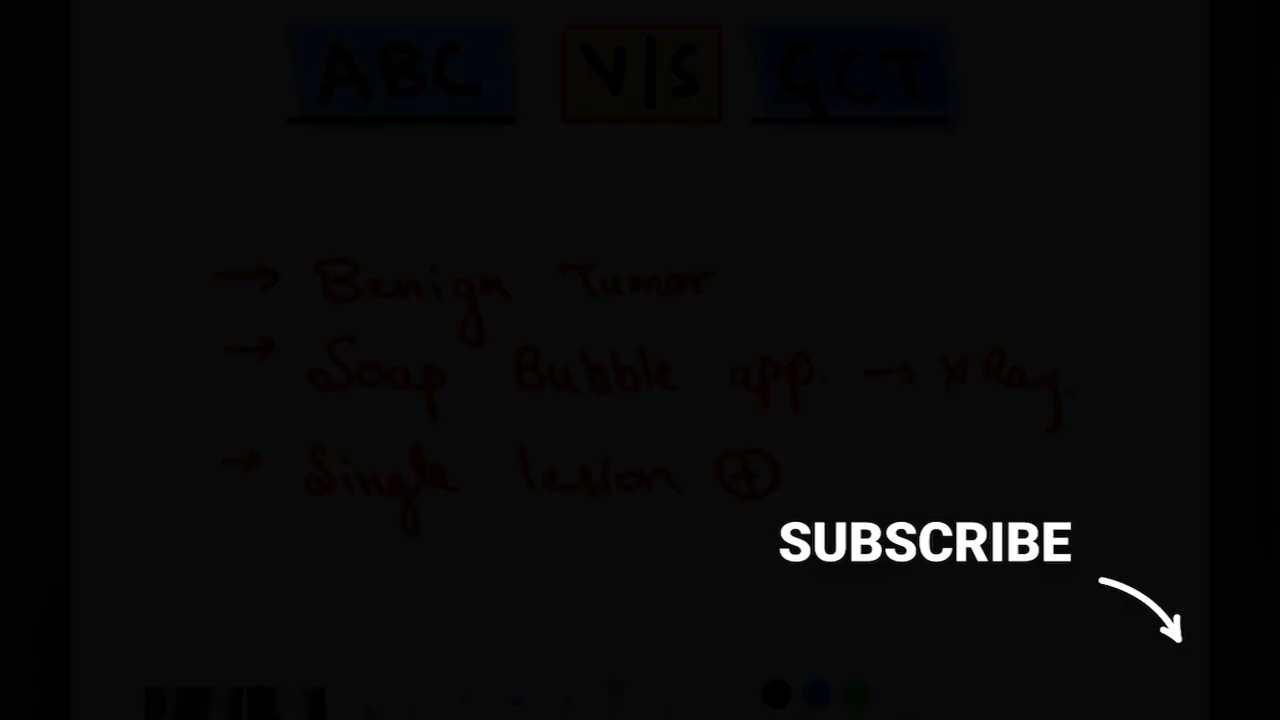 ABC V|S GCT
→ Benign Tumor
→ Soap Bubble app. → X Ray.
→ Single lesion ⊕
SUBSCRIBE